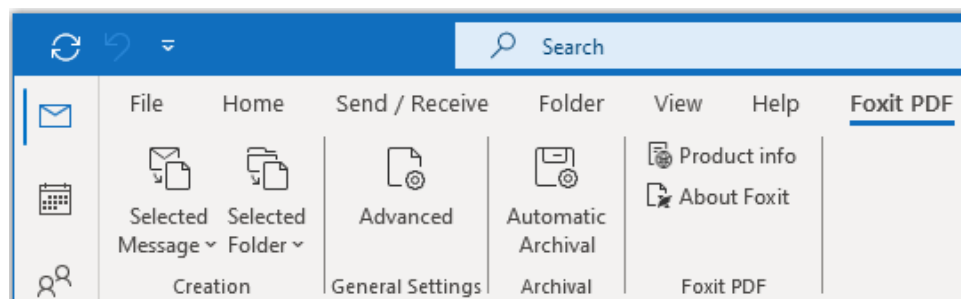 Search
File Home Send / Receive Folder View Help Foxit PDF
Selected Message
Selected Folder
Advanced
Automatic Archival
Product info
About Foxit
Creation General Settings Archival Foxit PDF